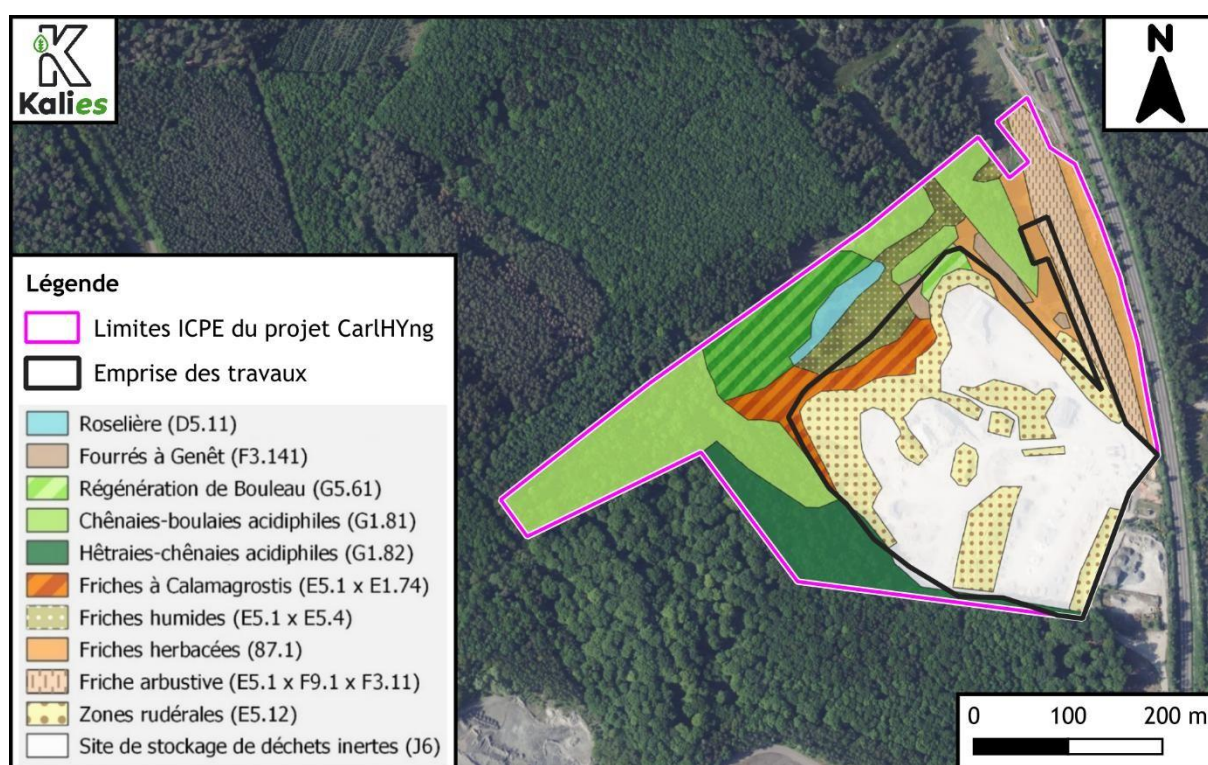 Kalies
N
Légende
Limites ICPE du projet CarlHYng
Emprise des travaux
Roselière (D5.11)
Fourrés à Genêt (F3.141)
Régénération de Bouleau (G5.61)
Chênaies-boulaies acidiphiles (G1.81)
Hêtraies-chênaies acidiphiles (G1.82)
Friches à Calamagrostis (E5.1 x E1.74)
Friches humides (E5.1 x E5.4)
Friches herbacées (87.1)
Friche arbustive (E5.1 x F9.1 x F3.11)
Zones rudérales (E5.12)
Site de stockage de déchets inertes (J6)
0 100 200 m